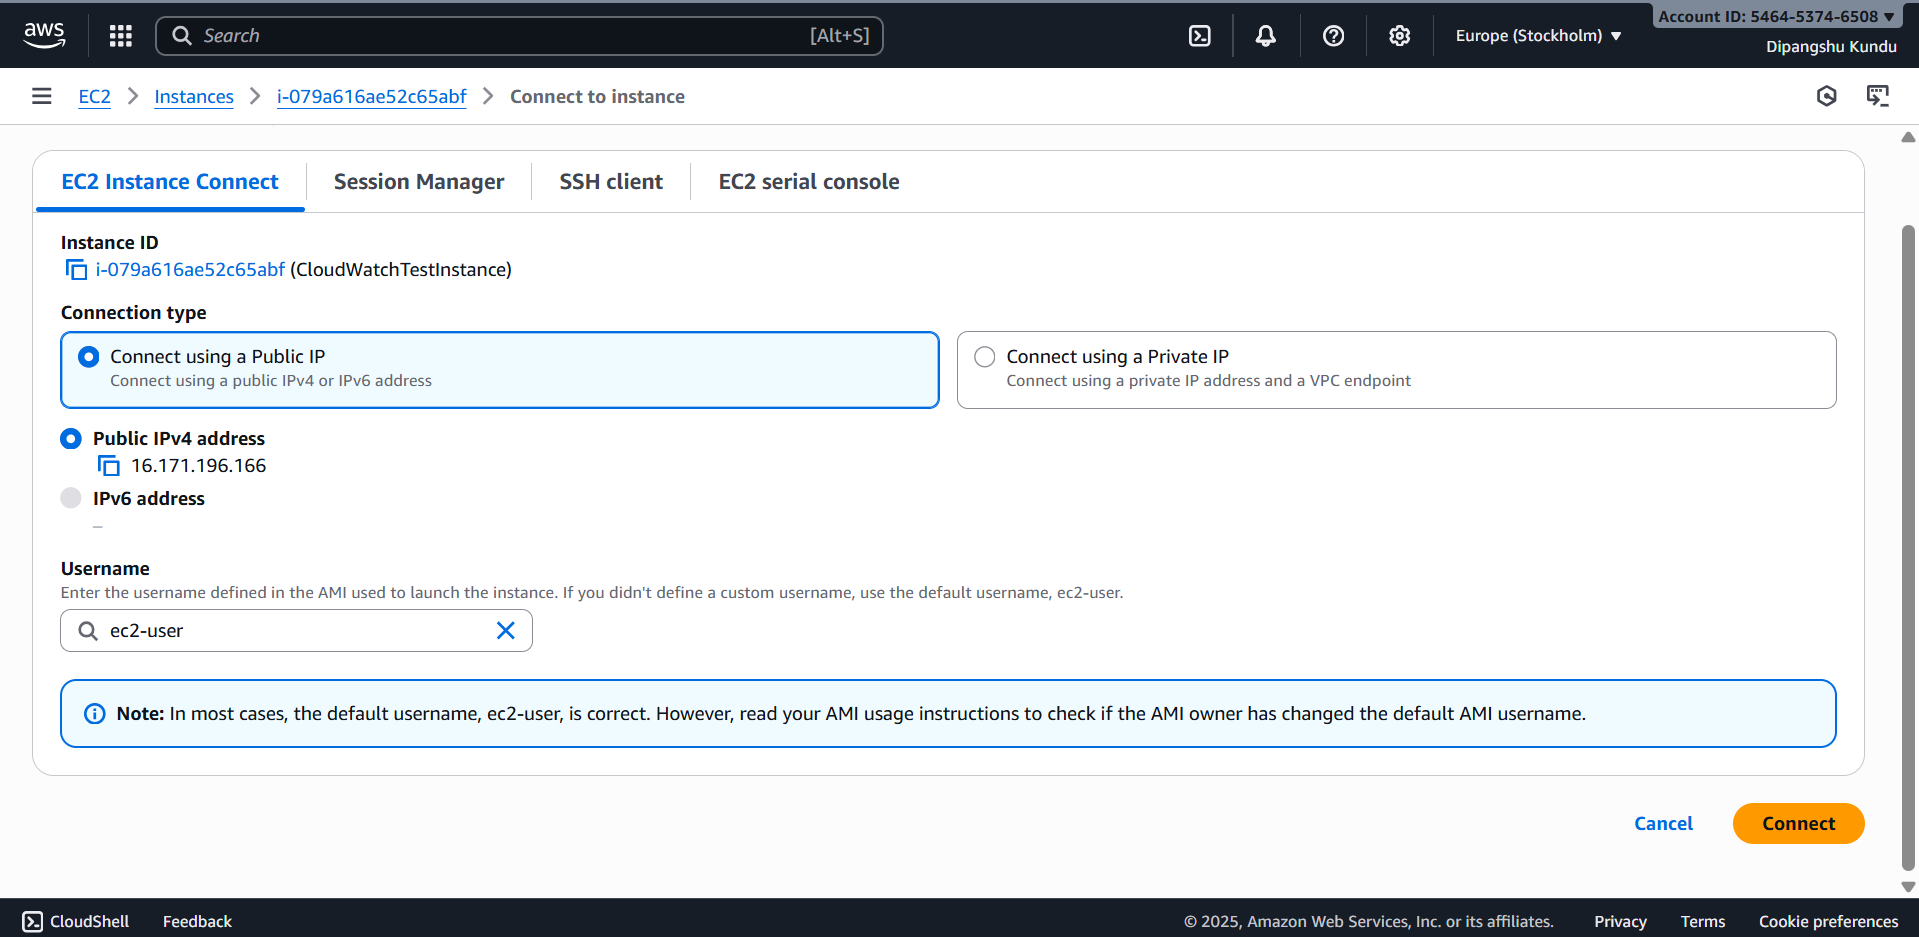 aws
Search [Alt+S]
Europe (Stockholm) ▼
Account ID: 5464-5374-6508 ▼
Dipangshu Kundu
EC2 > Instances > i-079a616ae52c65abf > Connect to instance
EC2 Instance Connect
Session Manager
SSH client
EC2 serial console
Instance ID
i-079a616ae52c65abf (CloudWatchTestInstance)
Connection type
Connect using a Public IP
Connect using a public IPv4 or IPv6 address
Connect using a Private IP
Connect using a private IP address and a VPC endpoint
Public IPv4 address
16.171.196.166
IPv6 address
–
Username
Enter the username defined in the AMI used to launch the instance. If you didn't define a custom username, use the default username, ec2-user.
ec2-user
Note: In most cases, the default username, ec2-user, is correct. However, read your AMI usage instructions to check if the AMI owner has changed the default AMI username.
Cancel
Connect
CloudShell
Feedback
© 2025, Amazon Web Services, Inc. or its affiliates.
Privacy
Terms
Cookie preferences